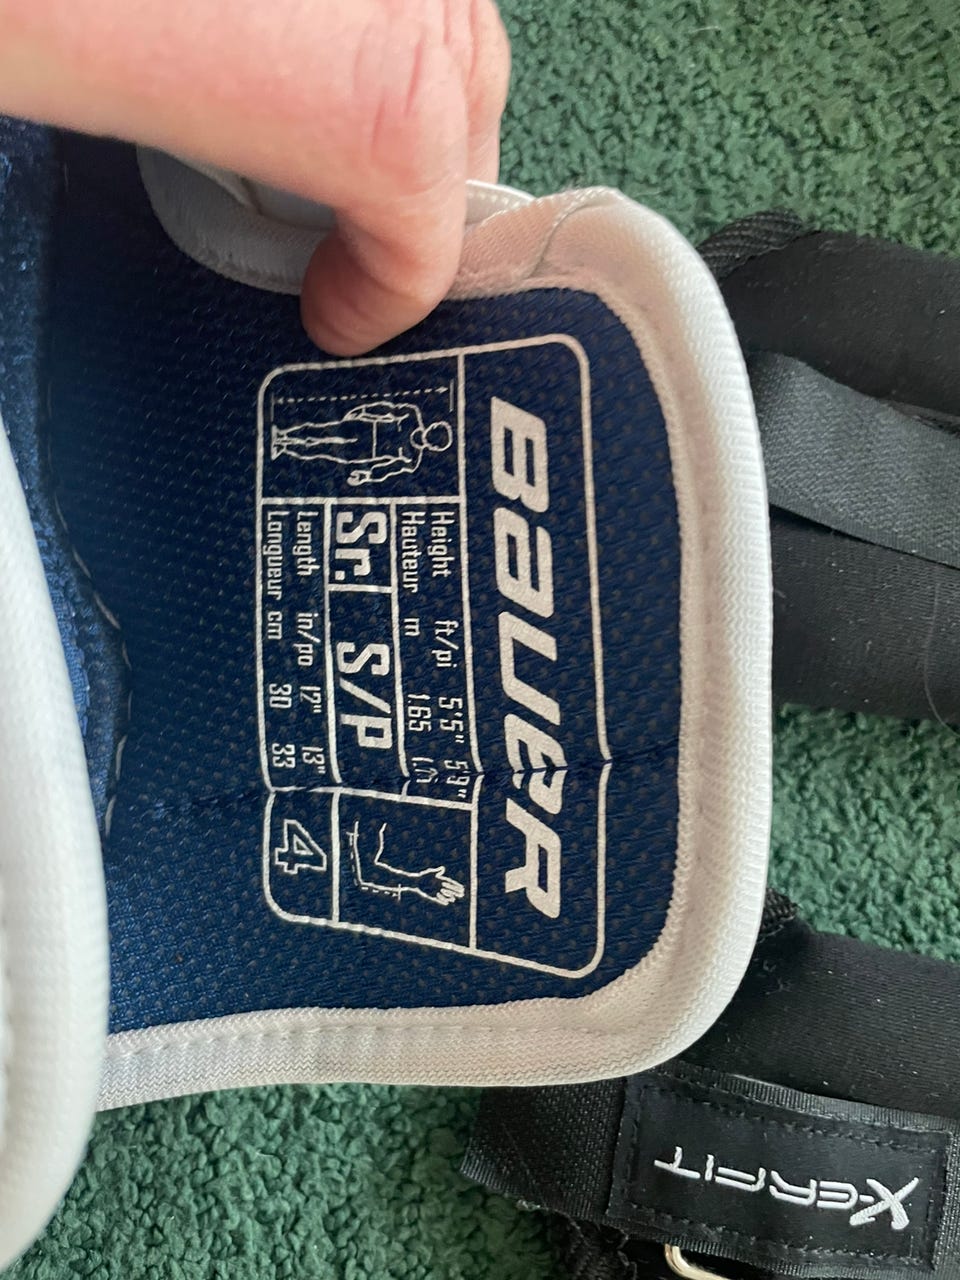 BAUER
Height ft/pi 5'5" 5'9"
Hauteur m 1.65
Sr. S/P
Length in/po 12" 13"
Longueur cm 30 33
4
X-ERFIT